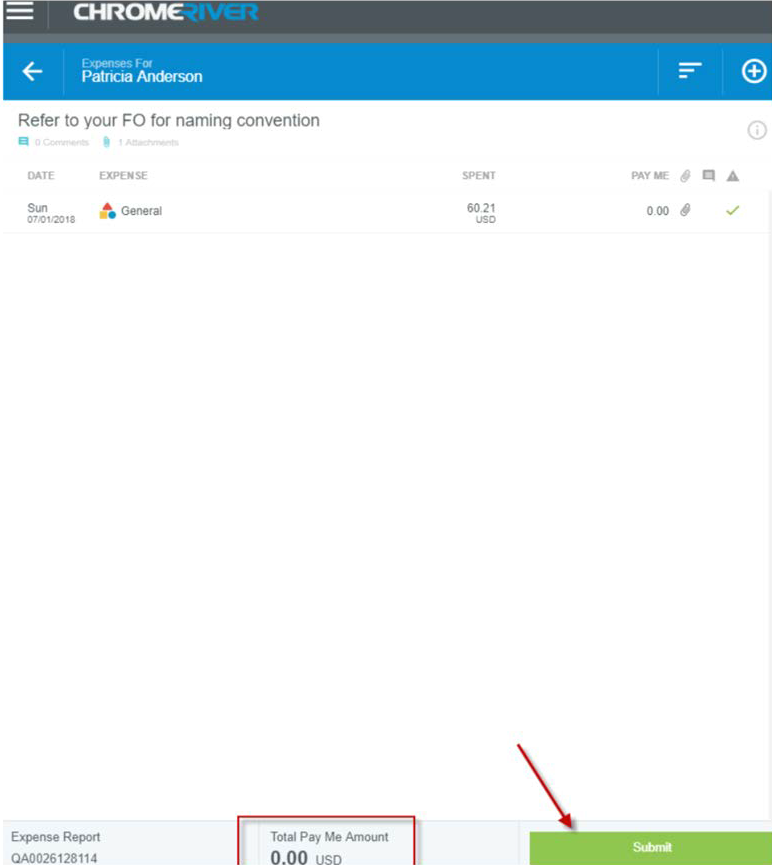 CHROMERIVER
Expenses For
Patricia Anderson
Refer to your FO for naming convention
0 Comments 1 Attachments
DATE EXPENSE SPENT PAY ME
Sun General 60.21 0.00
07/01/2018 USD
Expense Report Total Pay Me Amount Submit
QA0026128114 0.00 USD